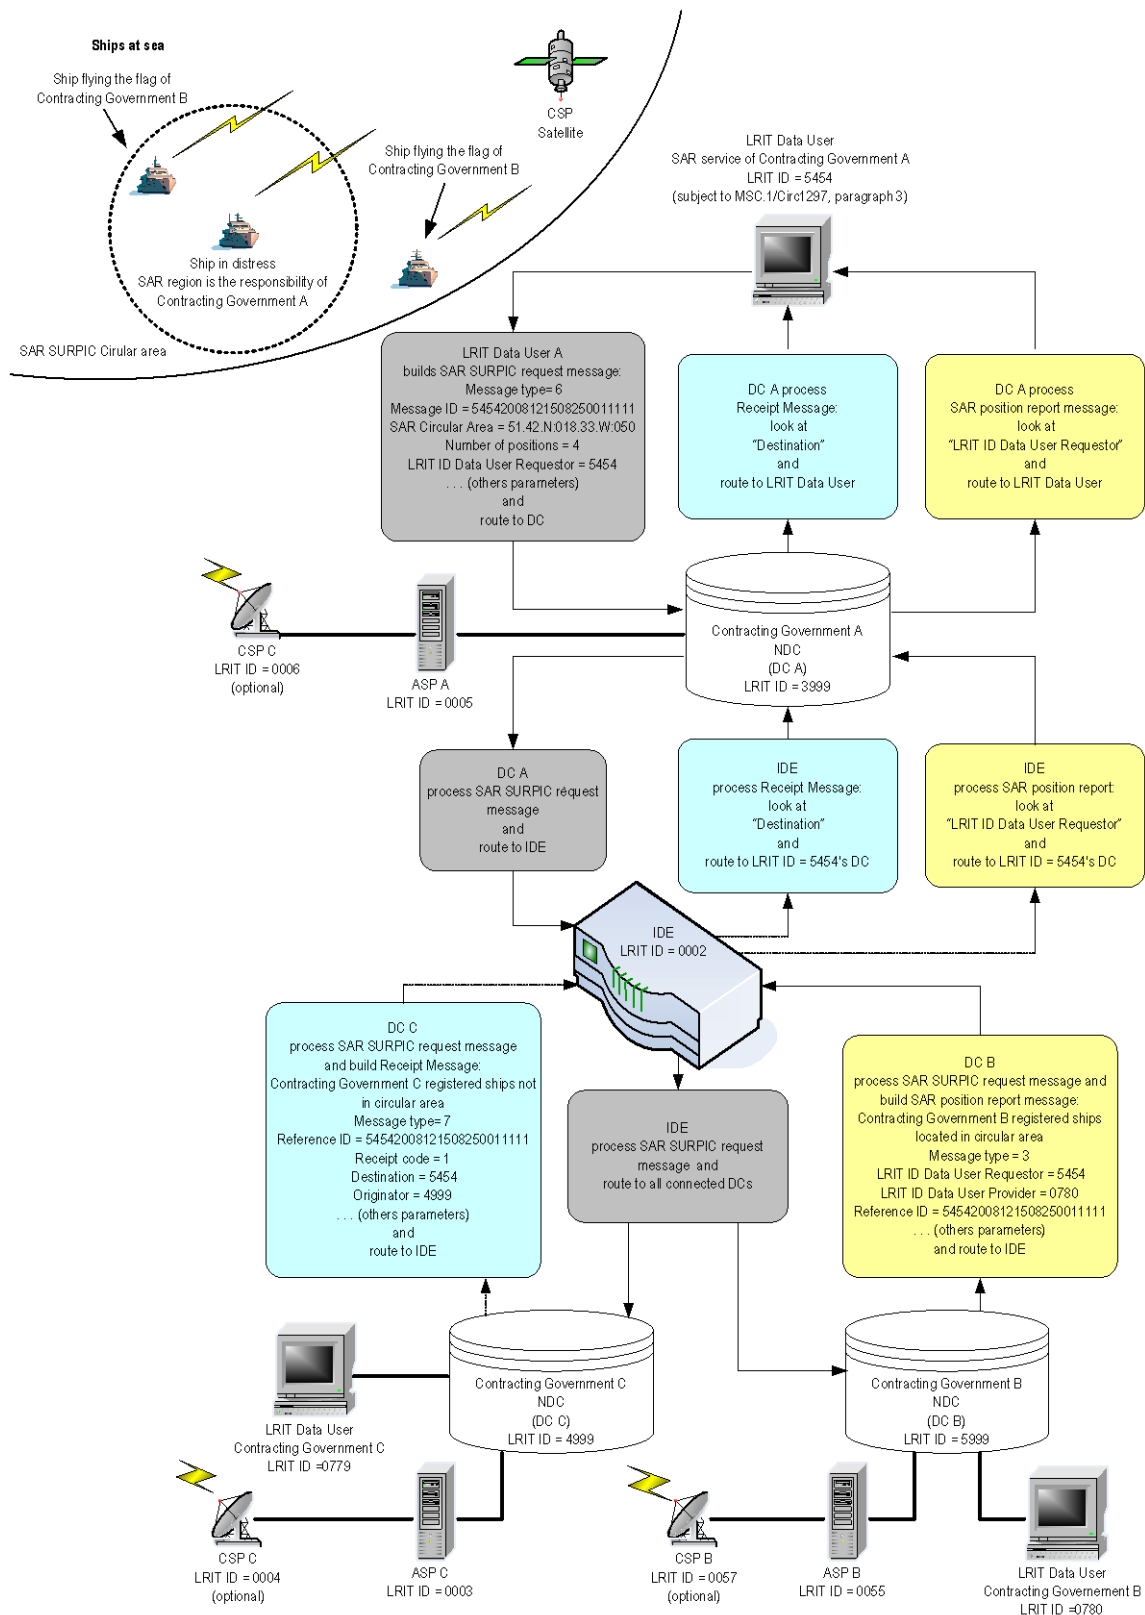 Ships at sea
Ship flying the flag of
Contracting Government B
CSP
Satellite
Ship flying the flag of
Contracting Government B
Ship in distress
SAR region is the responsibility of
Contracting Government A
SAR SURPIC Cirular area
LRIT Data User
SAR service of Contracting Government A
LRIT ID = 5454
(subject to MSC.1/Circ1297, paragraph 3)
LRIT Data User A
builds SAR SURPIC request message:
Message type= 6
Message ID = 54542008121508250011111
SAR Circular Area = 51.42.N:018.33.W:050
Number of positions = 4
LRIT ID Data User Requestor = 5454
. . . (others parameters)
and
route to DC
DC A process
Receipt Message:
look at
"Destination"
and
route to LRIT Data User
DC A process
SAR position report message:
look at
"LRIT ID Data User Requestor"
and
route to LRIT Data User
CSP C
LRIT ID = 0006
(optional)
ASP A
LRIT ID = 0005
Contracting Government A
NDC
(DC A)
LRIT ID = 3999
DC A
process SAR SURPIC request
message
and
route to IDE
IDE
process Receipt Message:
look at
"Destination"
and
route to LRIT ID = 5454's DC
IDE
process SAR position report:
look at
"LRIT ID Data User Requestor"
and
route to LRIT ID = 5454's DC
IDE
LRIT ID = 0002
DC C
process SAR SURPIC request message
and build Receipt Message:
Contracting Government C registered ships not
in circular area
Message type= 7
Reference ID = 54542008121508250011111
Receipt code = 1
Destination = 5454
Originator = 4999
. . . (others parameters)
and
route to IDE
IDE
process SAR SURPIC request
message and
route to all connected DCs
DC B
process SAR SURPIC request message and
build SAR position report message:
Contracting Government B registered ships
located in circular area
Message type = 3
LRIT ID Data User Requestor = 5454
LRIT ID Data User Provider = 0780
Reference ID = 54542008121508250011111
. . . (others parameters)
and route to IDE
Contracting Government C
NDC
(DC C)
LRIT ID = 4999
Contracting Government B
NDC
(DC B)
LRIT ID = 5999
LRIT Data User
Contracting Government C
LRIT ID =0779
CSP C
LRIT ID = 0004
(optional)
ASP C
LRIT ID = 0003
CSP B
LRIT ID = 0057
(optional)
ASP B
LRIT ID = 0055
LRIT Data User
Contracting Governement B
LRIT ID =0780